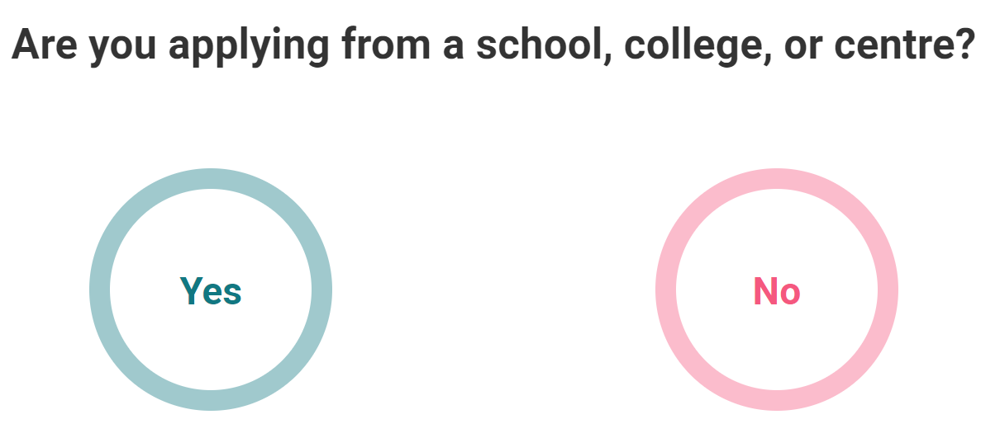 Are you applying from a school, college, or centre?
Yes
No